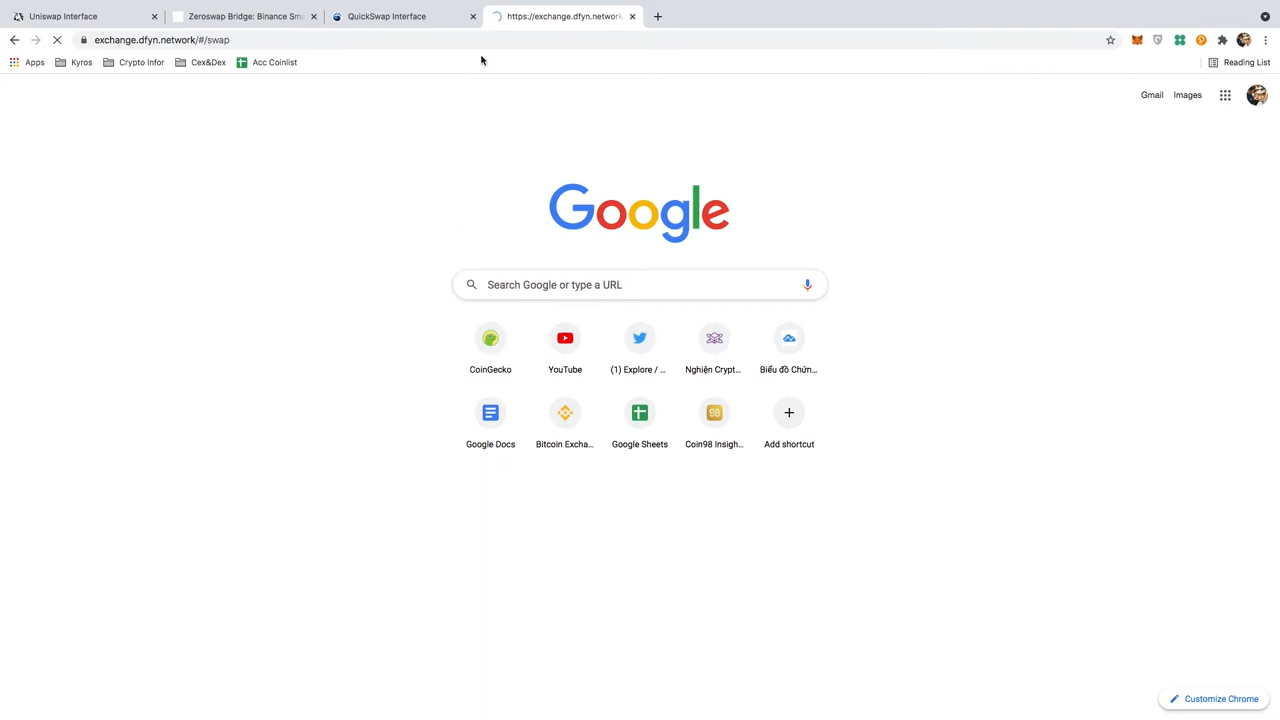 Uniswap Interface
Zeroswap Bridge: Binance Sma
QuickSwap Interface
https://exchange.dfyn.network
exchange.dfyn.network/#/swap
Apps
Kyros
Crypto Infor
Cex&Dex
Acc Coinlist
Reading List
Gmail
Images
Google
Search Google or type a URL
CoinGecko
YouTube
(1) Explore / ...
Nghiện Crypt...
Biểu đồ Chứn...
Google Docs
Bitcoin Excha...
Google Sheets
Coin98 Insigh...
Add shortcut
Customize Chrome